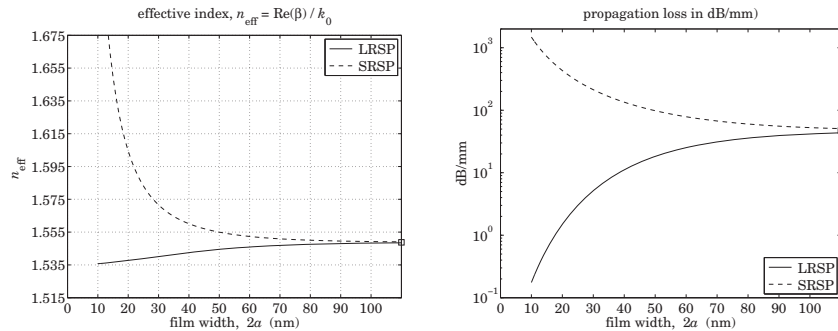 effective index, n_eff = Re(β) / k_0
1.675
1.655
1.635
1.615
1.595
1.575
1.555
1.535
1.515
n_eff
LRSP
SRSP
0 10 20 30 40 50 60 70 80 90 100
film width, 2a (nm)
propagation loss in dB/mm)
10^3
10^2
10^1
10^0
10^−1
dB/mm
LRSP
SRSP
0 10 20 30 40 50 60 70 80 90 100
film width, 2a (nm)